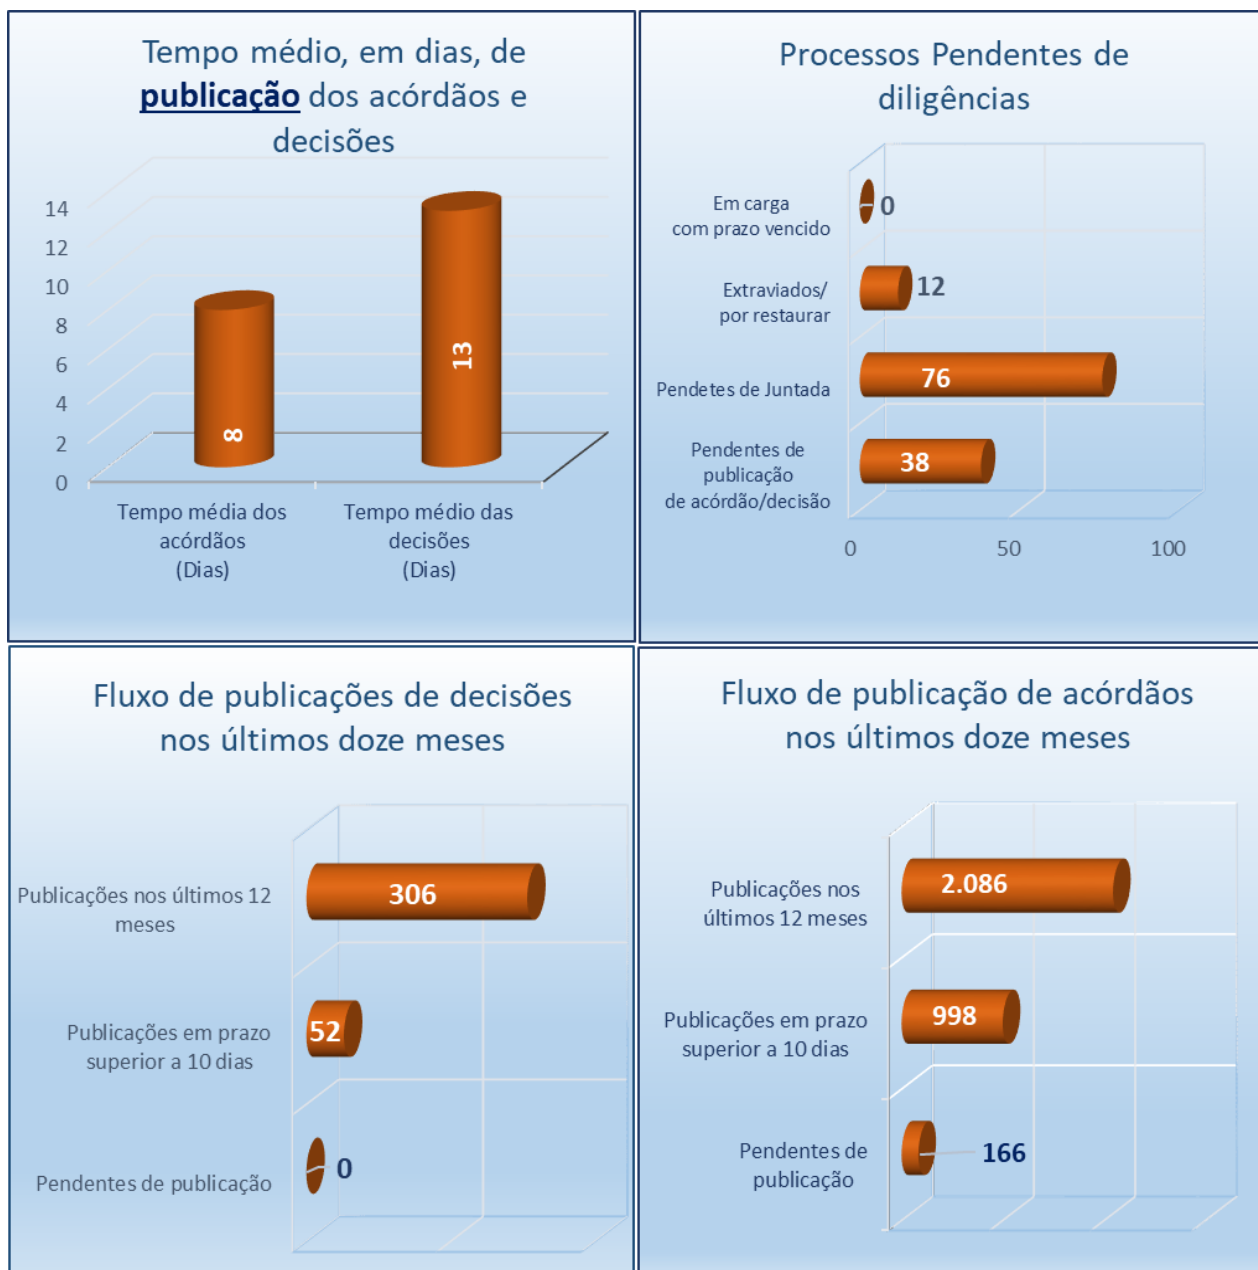 Tempo médio, em dias, de
publicação dos acórdãos e
decisões
14
12
10
8
6
4
2
0
8
13
Tempo média dos
acórdãos
(Dias)
Tempo médio das
decisões
(Dias)
Processos Pendentes de
diligências
Em carga
com prazo vencido
0
Extraviados/
por restaurar
12
Pendetes de Juntada
76
Pendentes de
publicação
de acórdão/decisão
38
0
50
100
Fluxo de publicações de decisões
nos últimos doze meses
Publicações nos últimos 12
meses
306
Publicações em prazo
superior a 10 dias
52
Pendentes de publicação
0
Fluxo de publicação de acórdãos
nos últimos doze meses
Publicações nos
últimos 12 meses
2.086
Publicações em prazo
superior a 10 dias
998
Pendentes de
publicação
166